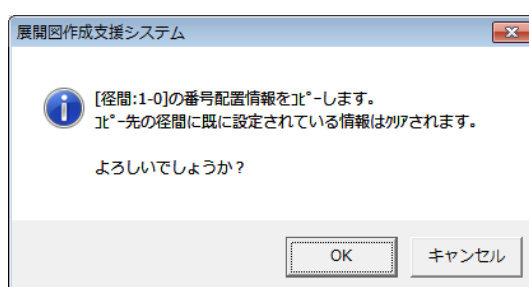 展開図作成支援システム
[径間:1-0]の番号配置情報をｺﾋﾟｰします。
ｺﾋﾟｰ先の径間に既に設定されている情報はｸﾘｱされます。
よろしいでしょうか？
OK
キャンセル